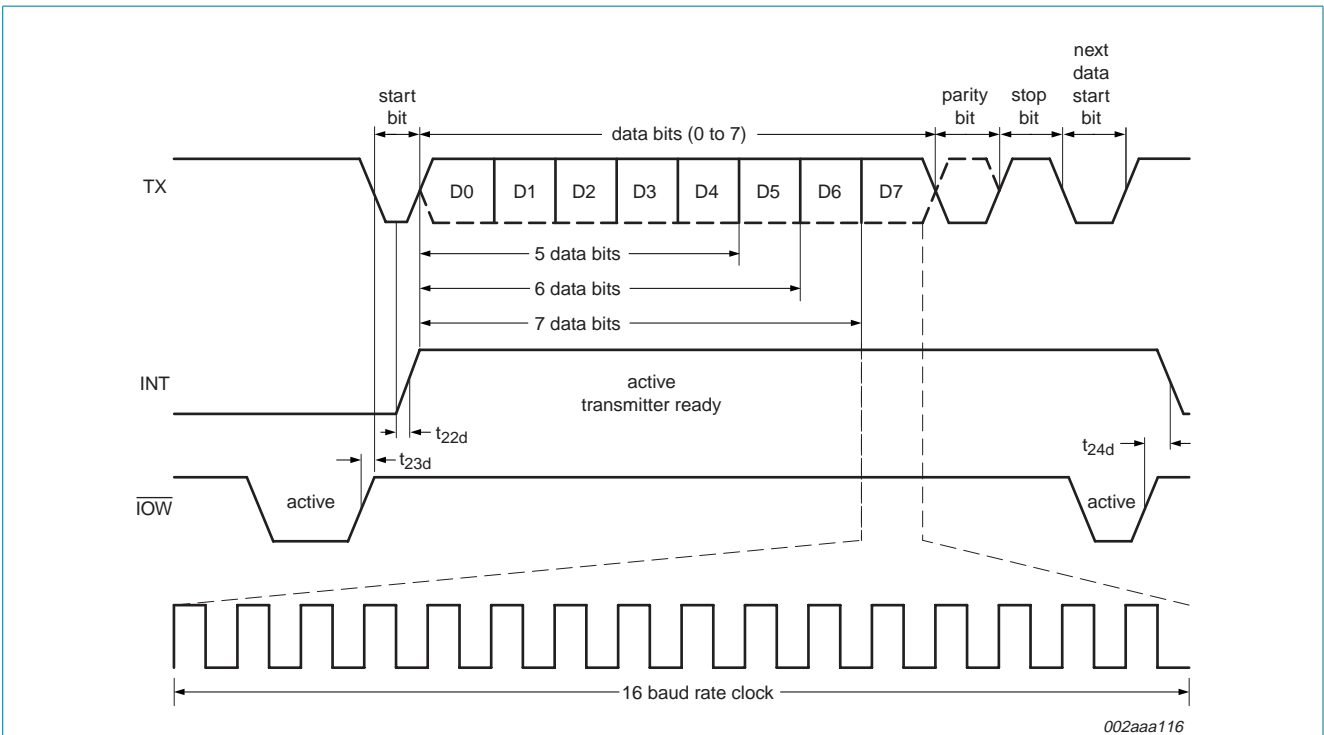 start
bit
data bits (0 to 7)
parity
bit
stop
bit
next
data
start
bit
TX
D0 D1 D2 D3 D4 D5 D6 D7
5 data bits
6 data bits
7 data bits
INT
active
transmitter ready
t22d
t24d
t23d
IOW
active
active
16 baud rate clock
002aaa116